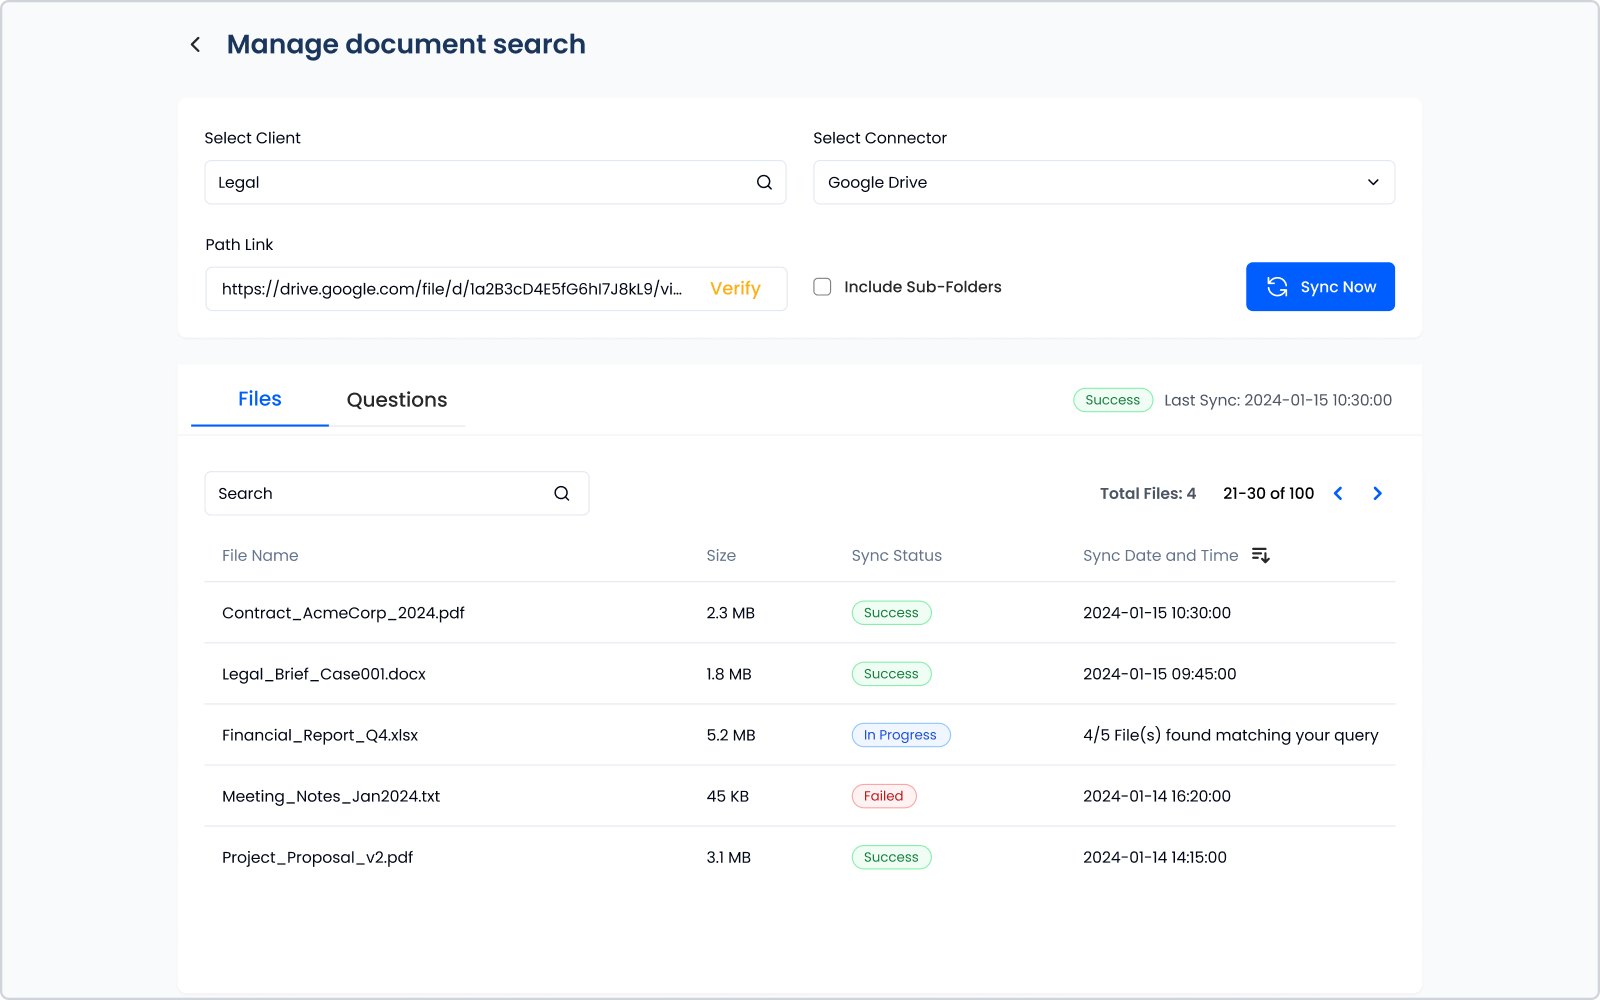 Manage document search
Select Client
Select Connector
Legal
Google Drive
Path Link
https://drive.google.com/file/d/1a2B3cD4E5fG6hI7J8kL9/vi... Verify
Include Sub-Folders
Sync Now
Files Questions
Success Last Sync: 2024-01-15 10:30:00
Search
Total Files: 4 21-30 of 100
File Name Size Sync Status Sync Date and Time
Contract_AcmeCorp_2024.pdf 2.3 MB Success 2024-01-15 10:30:00
Legal_Brief_Case001.docx 1.8 MB Success 2024-01-15 09:45:00
Financial_Report_Q4.xlsx 5.2 MB In Progress 4/5 File(s) found matching your query
Meeting_Notes_Jan2024.txt 45 KB Failed 2024-01-14 16:20:00
Project_Proposal_v2.pdf 3.1 MB Success 2024-01-14 14:15:00